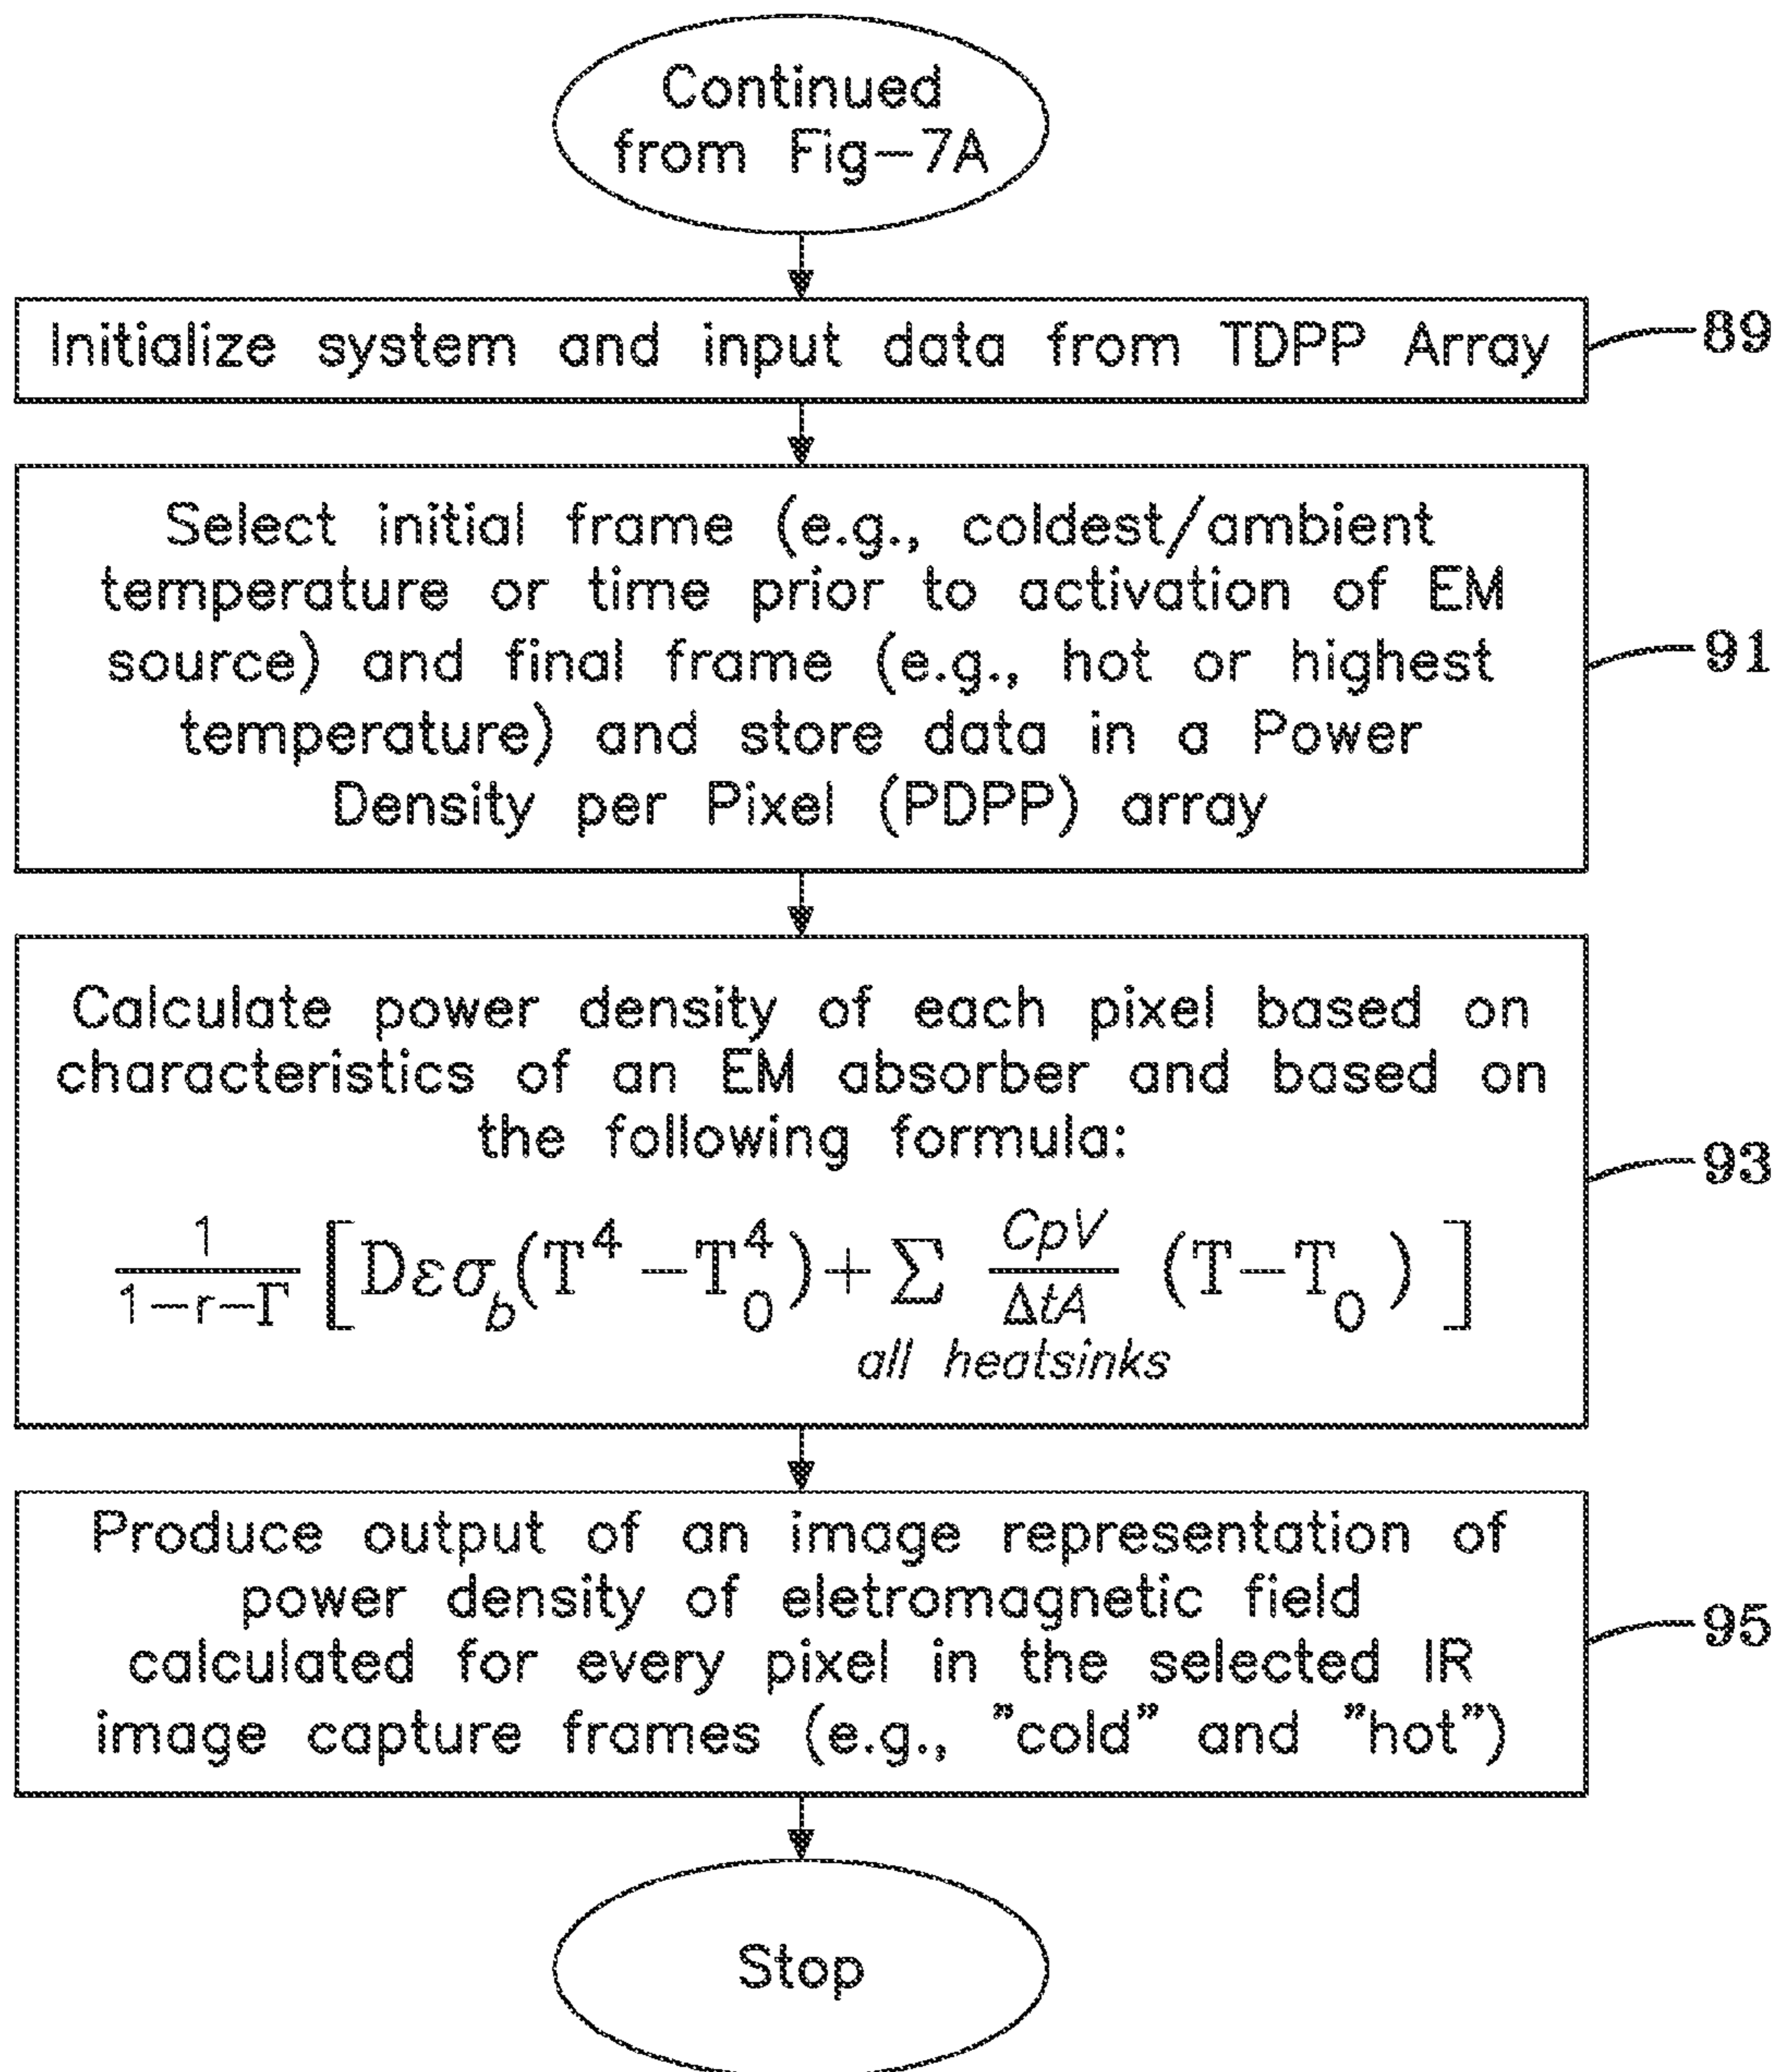 Continued
from Fig-7A
Initialize system and input data from TDPP Array
89
Select initial frame (e.g., coldest/ambient
temperature or time prior to activation of EM
source) and final frame (e.g., hot or highest
temperature) and store data in a Power
Density per Pixel (PDPP) array
91
Calculate power density of each pixel based on
characteristics of an EM absorber and based on
the following formula:
93
1/(1-r-Γ) [Dεσ_b(T^4-T_0^4)+Σ CpV/ΔtA (T-T_0)]
all heatsinks
Produce output of an image representation of
power density of eletromagnetic field
calculated for every pixel in the selected IR
image capture frames (e.g., ”cold” and ”hot”)
95
Stop